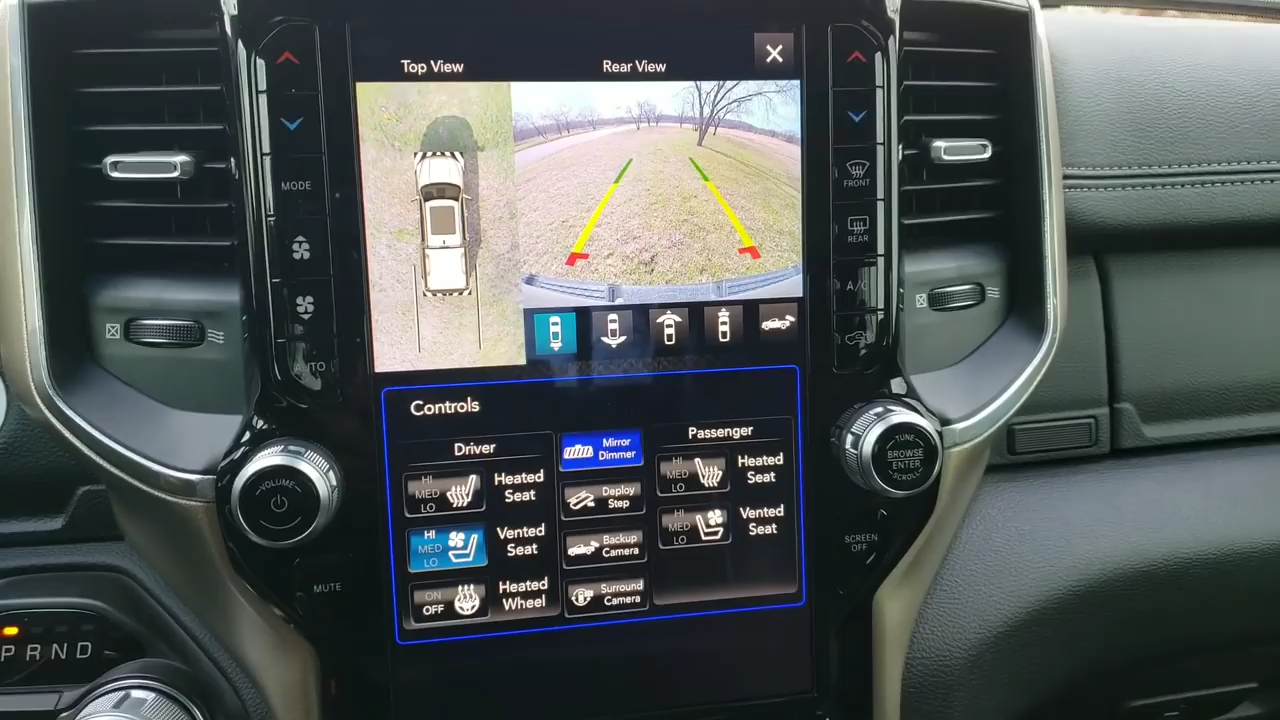 Top View
Rear View
MODE
AUTO
FRONT
REAR
A/C
Controls
Driver
HI
MED
LO
Heated
Seat
HI
MED
LO
Vented
Seat
ON
OFF
Heated
Wheel
Mirror
Dimmer
Deploy
Step
Backup
Camera
Surround
Camera
Passenger
HI
MED
LO
Heated
Seat
HI
MED
LO
Vented
Seat
VOLUME
MUTE
TUNE
BROWSE
ENTER
SCROLL
SCREEN
OFF
PRND